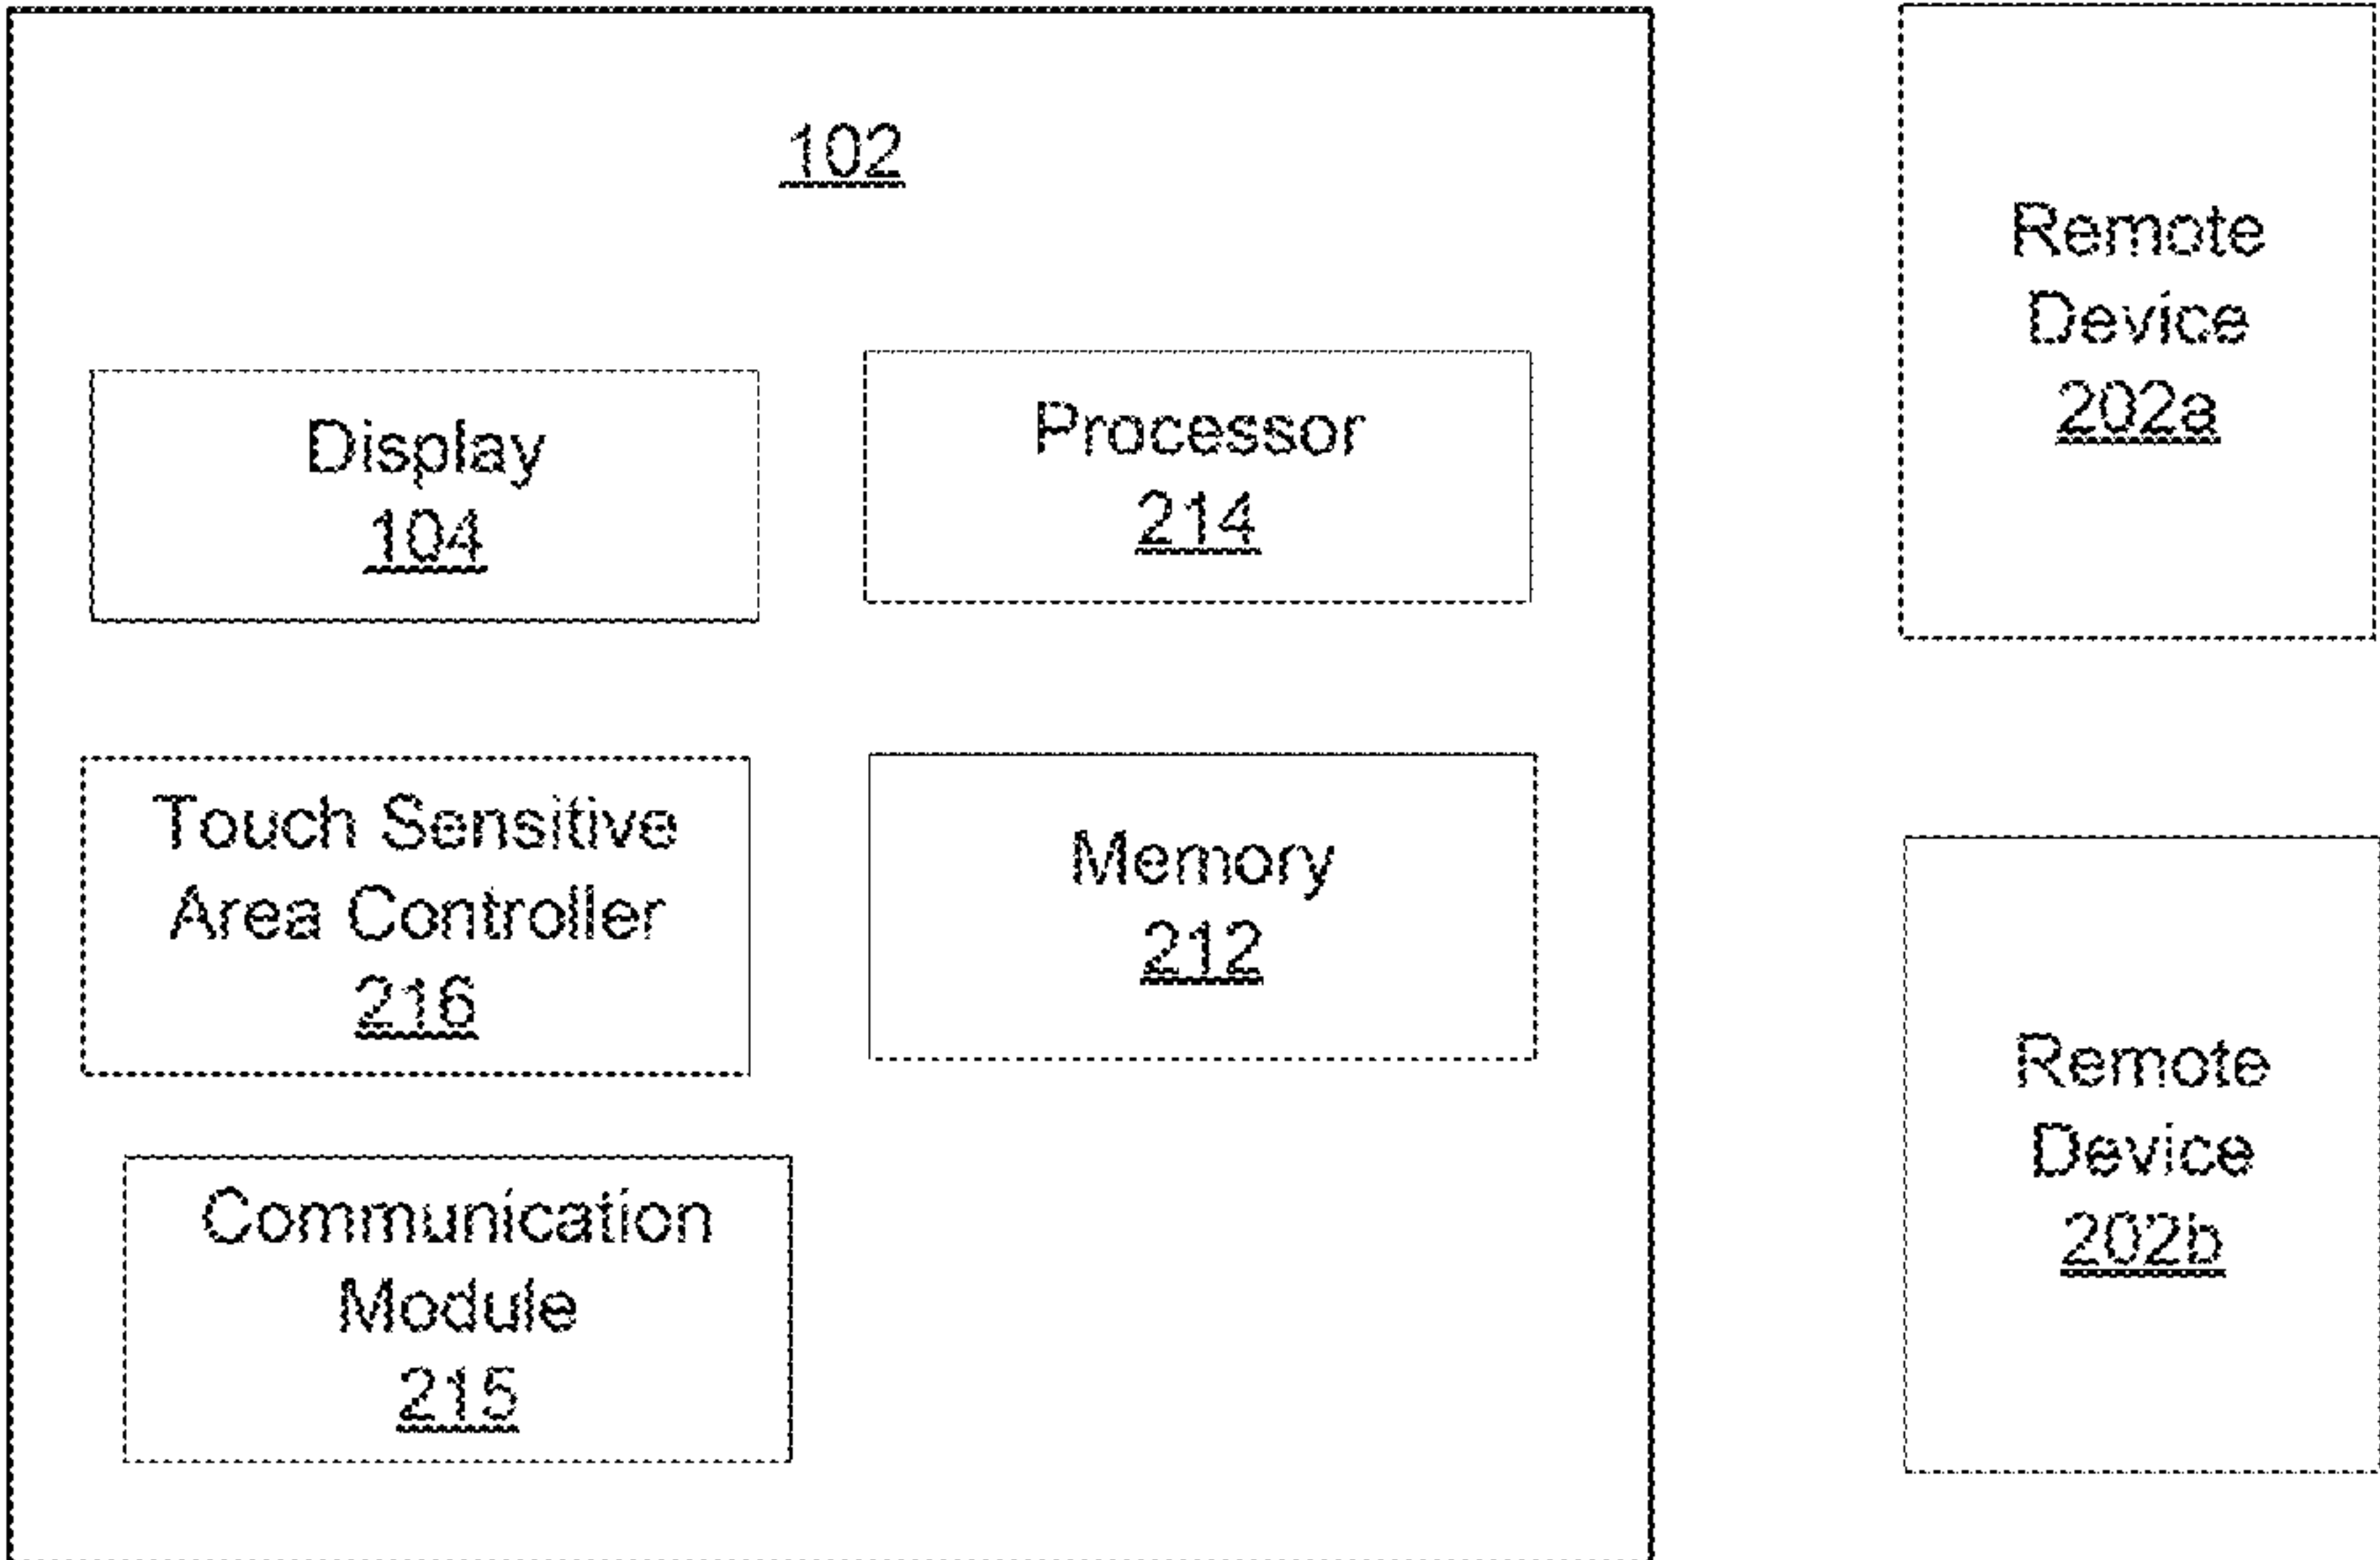 102
Display
104
Processor
214
Touch Sensitive
Area Controller
216
Memory
212
Communication
Module
215
Remote
Device
202a
Remote
Device
202b